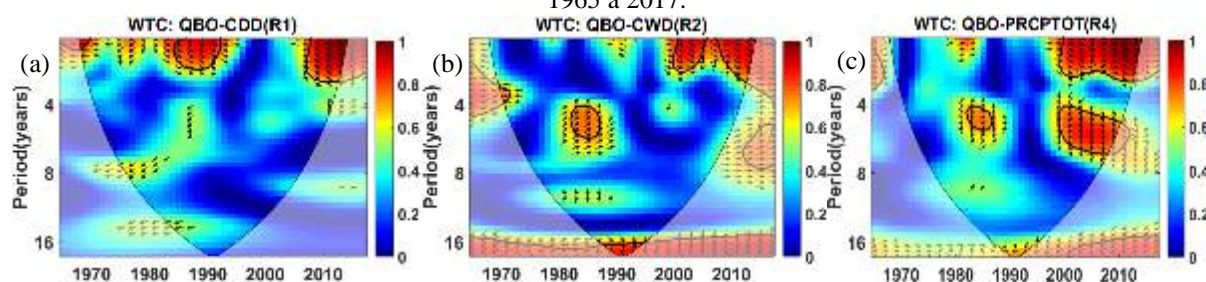 1965 a 2017.
WTC: QBO-CDD(R1)
(a)
Period(years)
4
8
16
1970 1980 1990 2000 2010
1
0.8
0.6
0.4
0.2
0
WTC: QBO-CWD(R2)
(b)
Period(years)
4
8
16
1970 1980 1990 2000 2010
1
0.8
0.6
0.4
0.2
0
WTC: QBO-PRCPTOT(R4)
(c)
Period(years)
4
8
16
1970 1980 1990 2000 2010
1
0.8
0.6
0.4
0.2
0